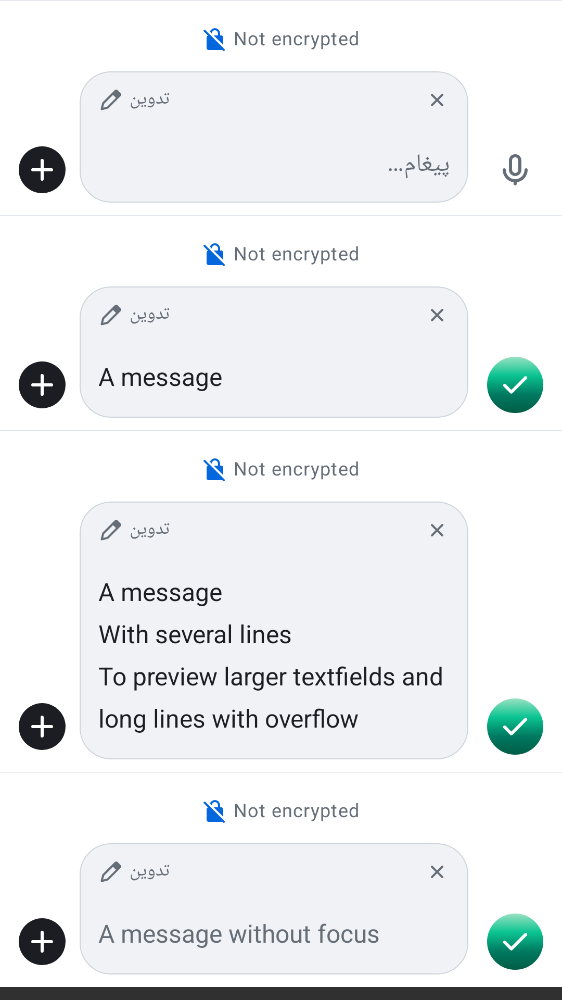 Not encrypted
تدوین
پیغام...
Not encrypted
تدوین
A message
Not encrypted
تدوین
A message
With several lines
To preview larger textfields and
long lines with overflow
Not encrypted
تدوین
A message without focus